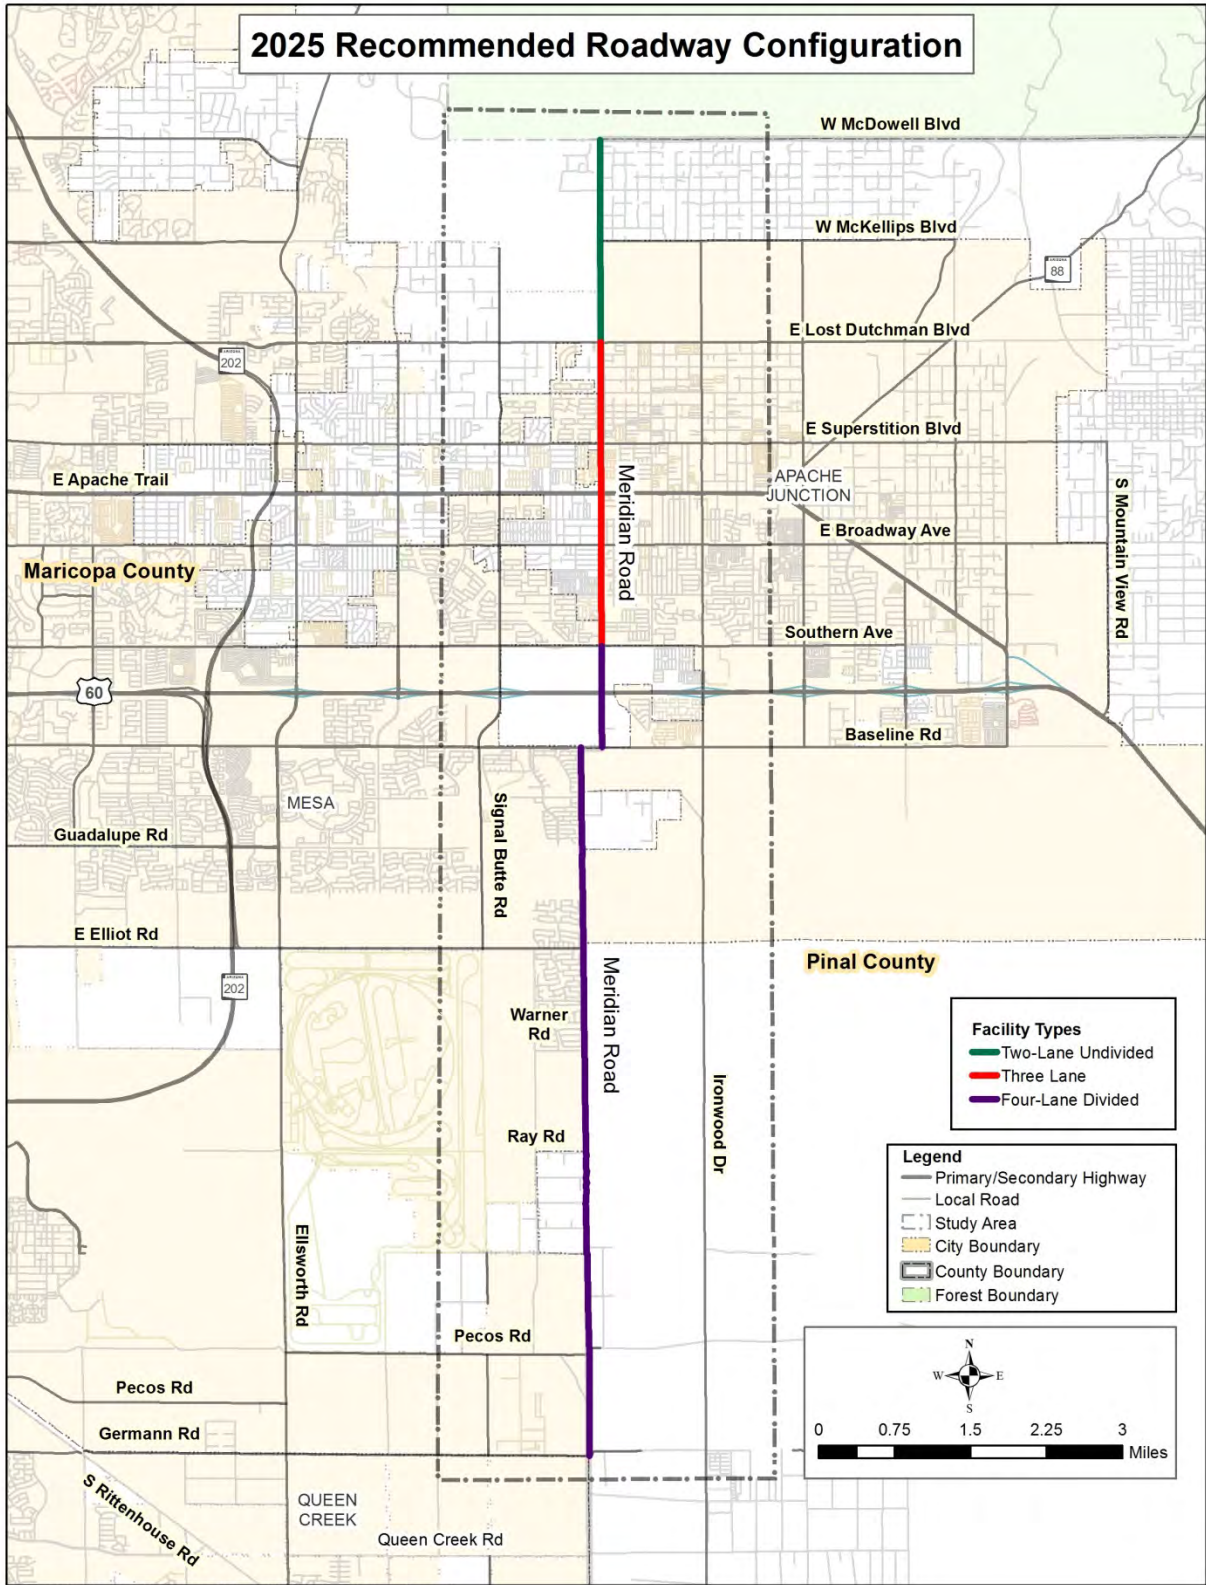 2025 Recommended Roadway Configuration
W McDowell Blvd
W McKellips Blvd
88
E Lost Dutchman Blvd
202
E Superstition Blvd
E Apache Trail
APACHE
JUNCTION
Meridian Road
S Mountain View Rd
E Broadway Ave
Maricopa County
Southern Ave
60
Baseline Rd
MESA
Signal Butte Rd
Guadalupe Rd
E Elliot Rd
Pinal County
202
Meridian Road
Warner
Rd
Facility Types
Two-Lane Undivided
Three Lane
Four-Lane Divided
Ironwood Dr
Ray Rd
Legend
Primary/Secondary Highway
Local Road
Study Area
City Boundary
County Boundary
Forest Boundary
Ellsworth Rd
Pecos Rd
N
W E
S
Pecos Rd
0 0.75 1.5 2.25 3
Miles
Germann Rd
S Rittenhouse Rd
QUEEN
CREEK
Queen Creek Rd